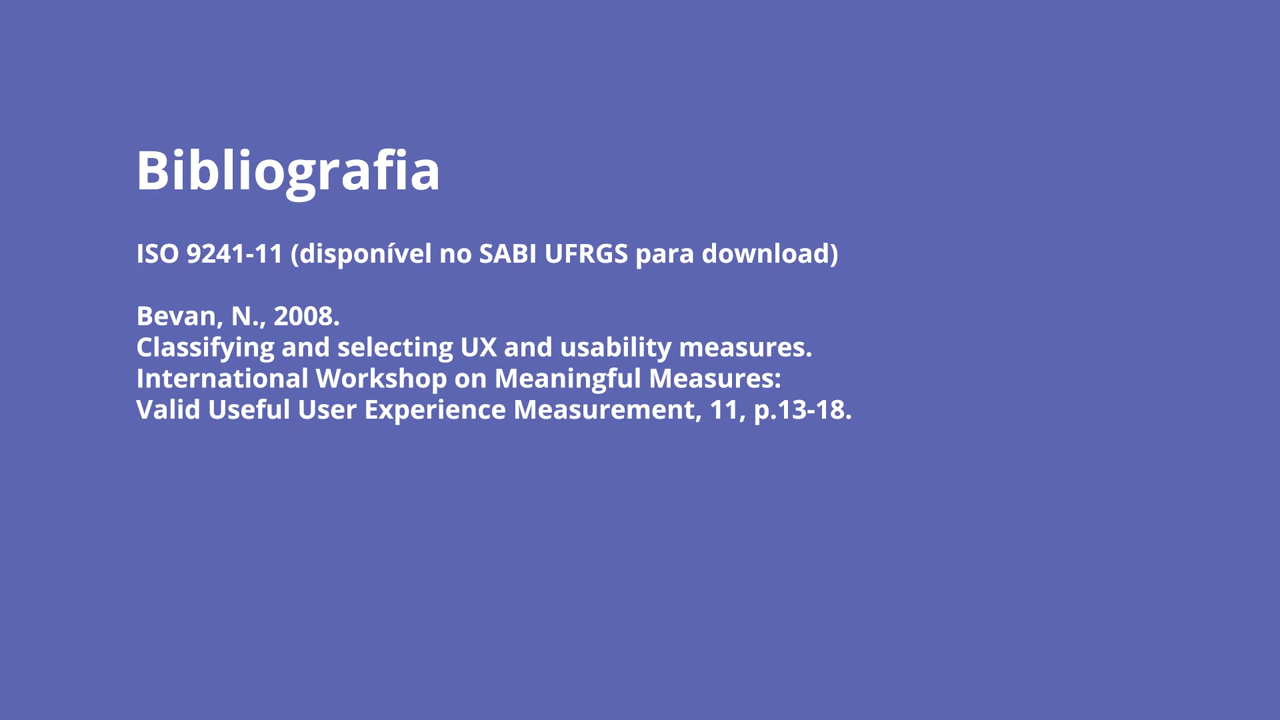 Bibliografia
ISO 9241-11 (disponível no SABI UFRGS para download)
Bevan, N., 2008.
Classifying and selecting UX and usability measures.
International Workshop on Meaningful Measures:
Valid Useful User Experience Measurement, 11, p.13-18.